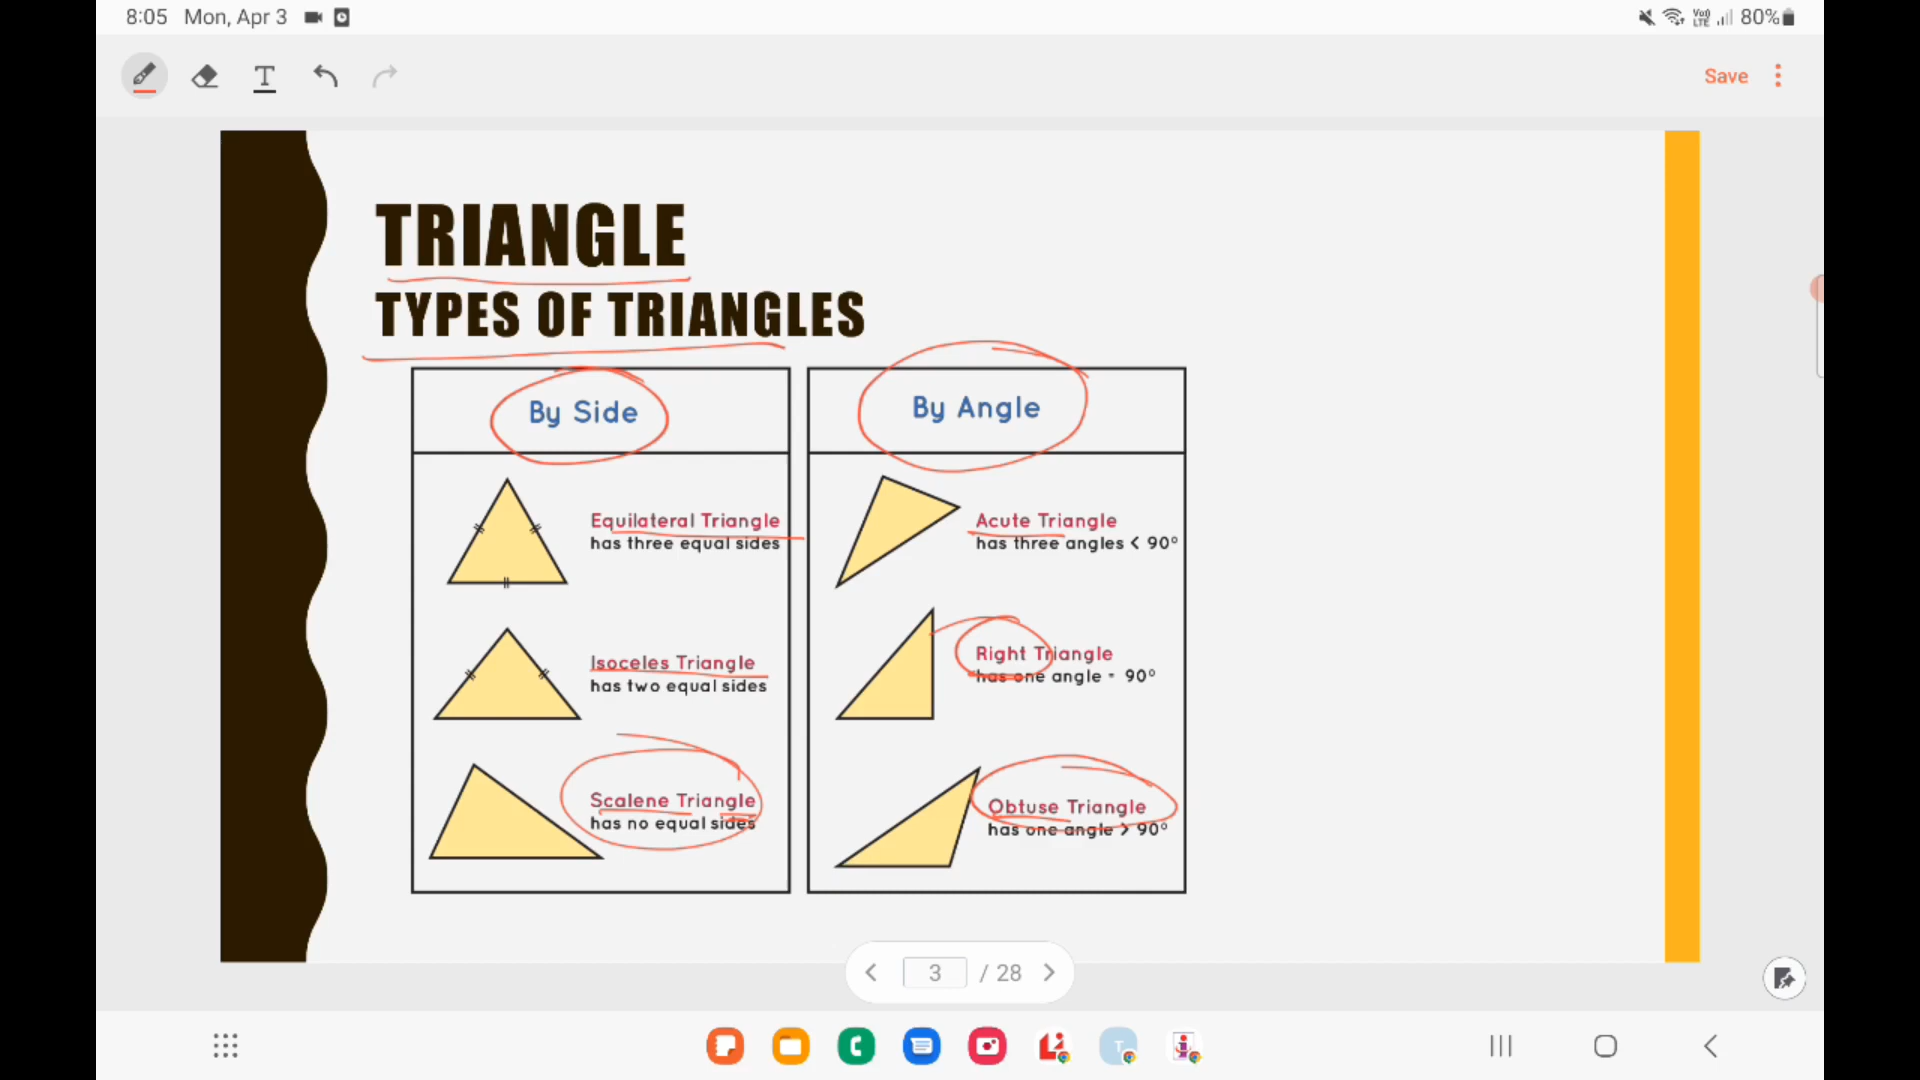 8:05 Mon, Apr 3
Vo) LTE 80%
T
Save
TRIANGLE
TYPES OF TRIANGLES
By Side
Equilateral Triangle
has three equal sides
Isoceles Triangle
has two equal sides
Scalene Triangle
has no equal sides
By Angle
Acute Triangle
has three angles < 90°
Right Triangle
has one angle = 90°
Obtuse Triangle
has one angle > 90°
3 / 28
T